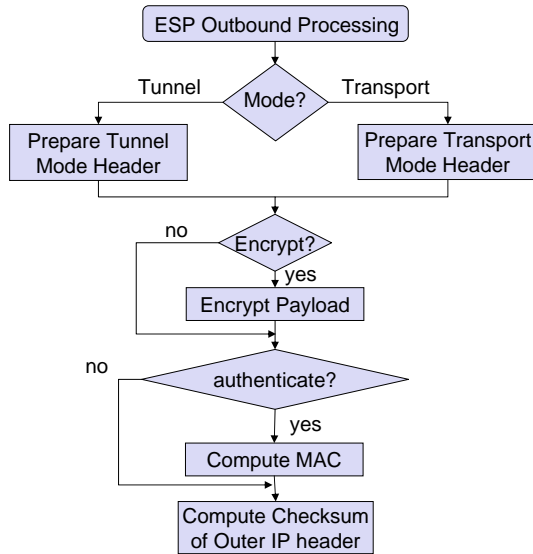 ESP Outbound Processing
Tunnel
Transport
Mode?
Prepare Tunnel
Mode Header
Prepare Transport
Mode Header
no
Encrypt?
yes
Encrypt Payload
no
authenticate?
yes
Compute MAC
Compute Checksum
of Outer IP header